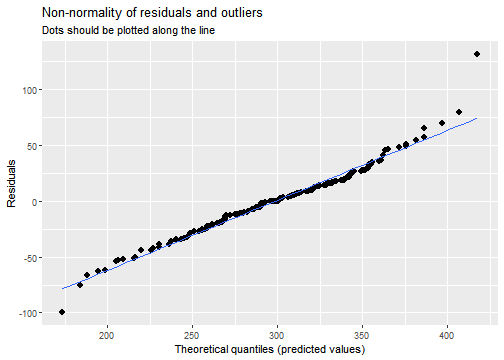 Non-normality of residuals and outliers
Dots should be plotted along the line
100
50
0
-50
-100
Residuals
200
250
300
350
400
Theoretical quantiles (predicted values)